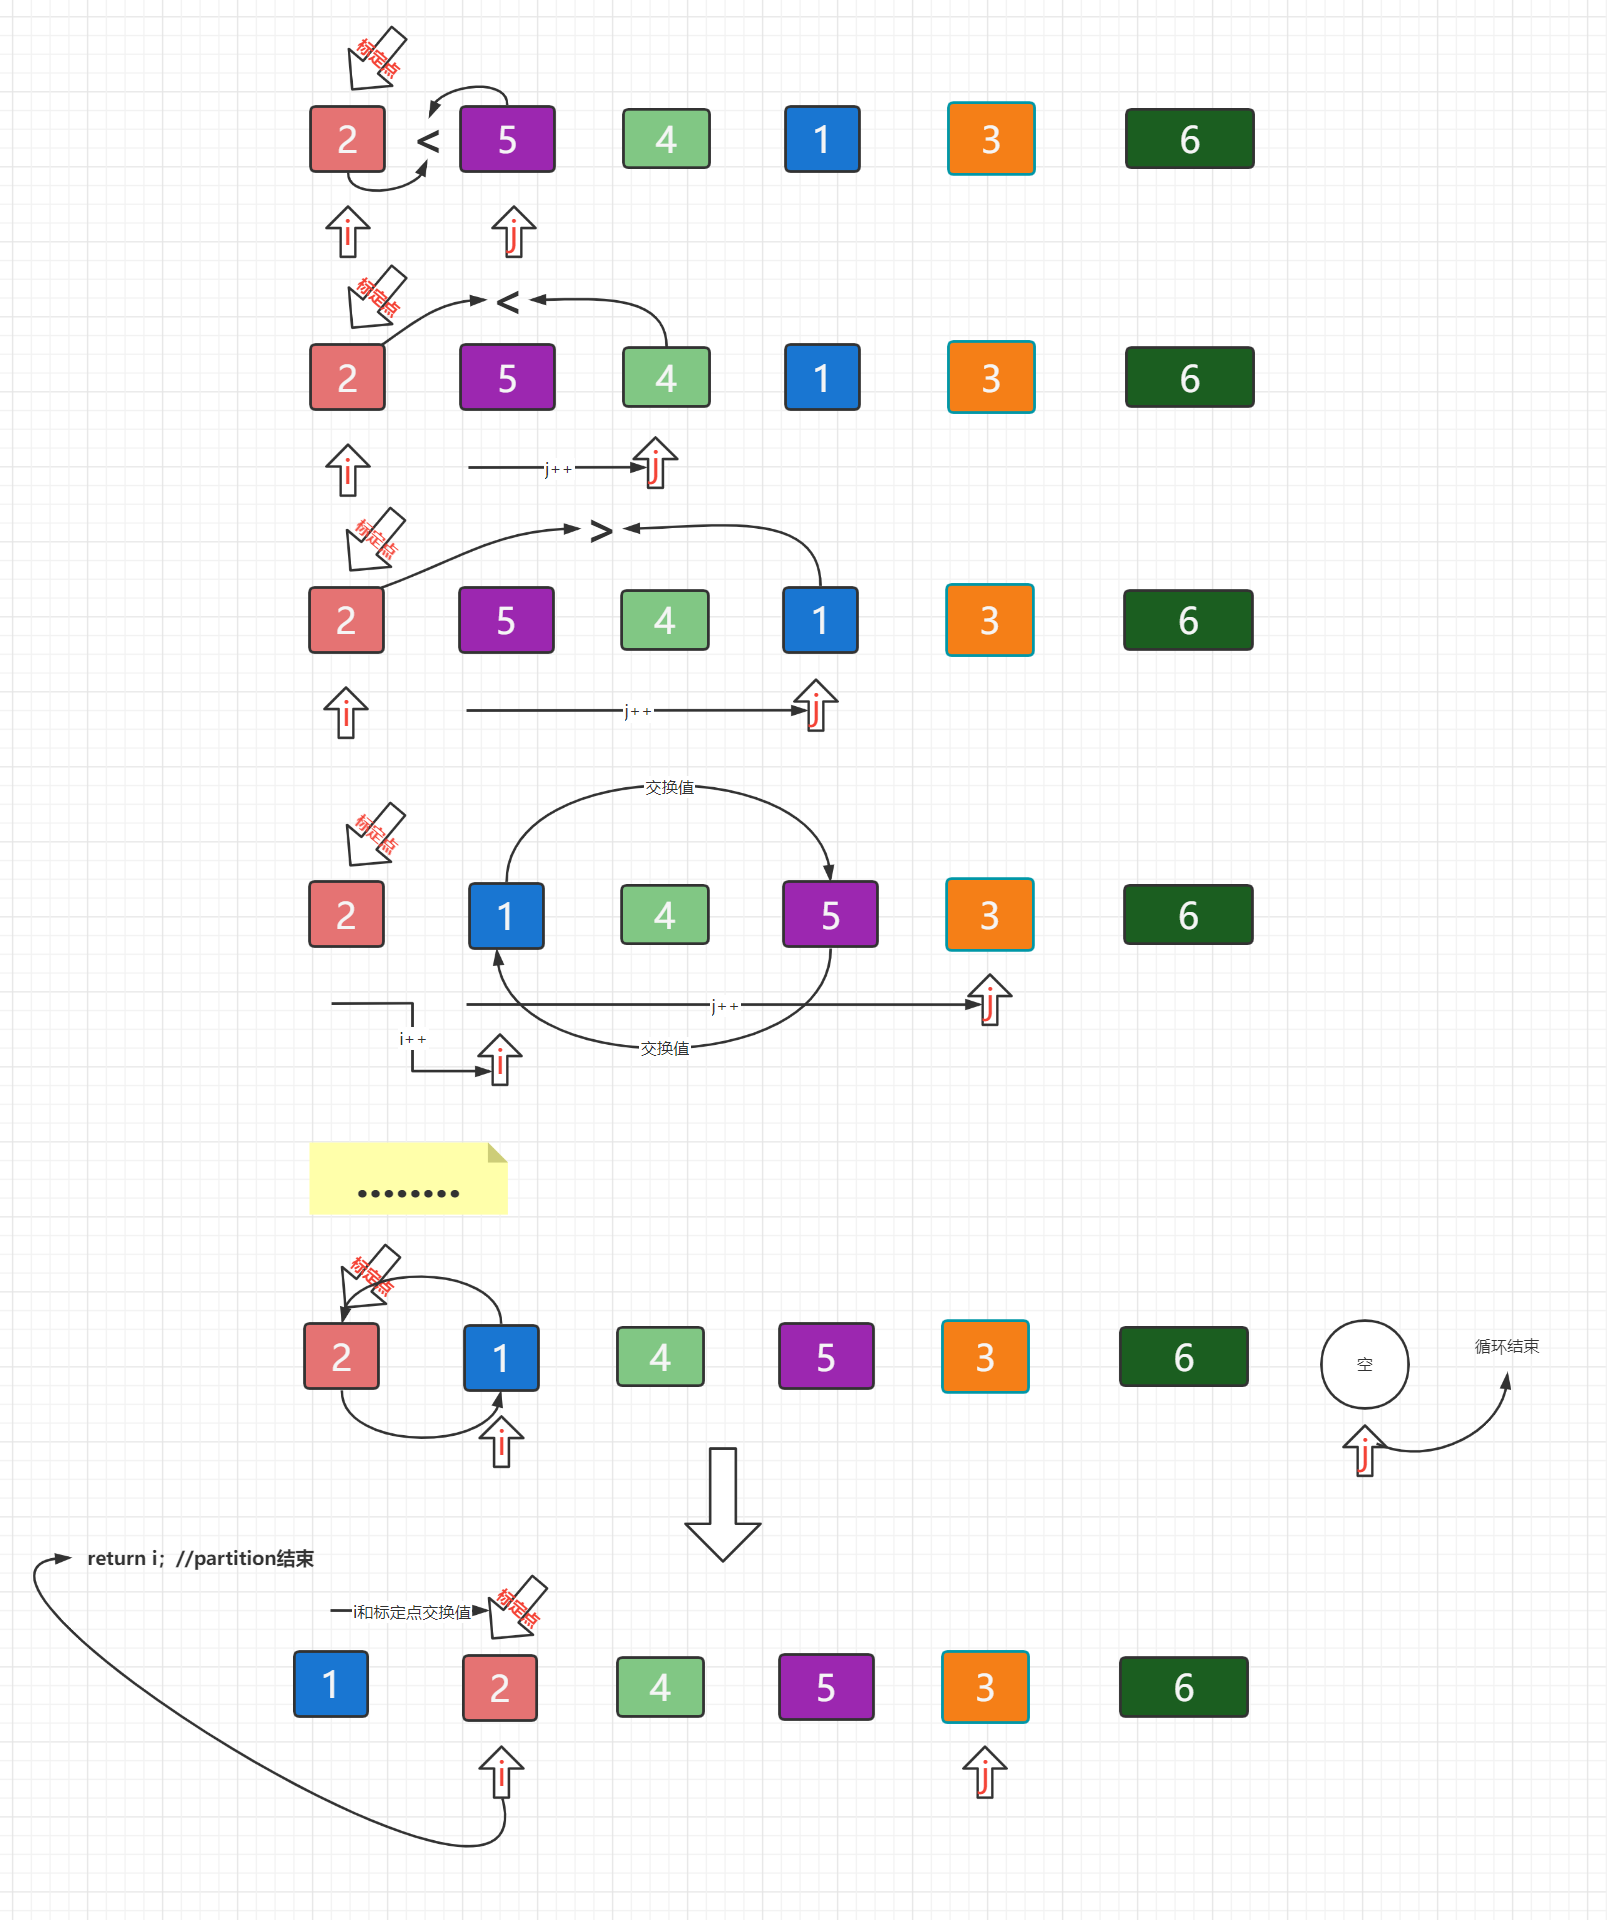 标定点
2 < 5 4 1 3 6
i j
标定点
<
2 5 4 1 3 6
i j++ j
标定点
>
2 5 4 1 3 6
i j++ j
交换值
标定点
2 1 4 5 3 6
j++ j
i++ i
交换值
........
标定点
2 1 4 5 3 6 空 循环结束
i j
return i；//partition结束
i和标定点交换值 标定点
1 2 4 5 3 6
i j